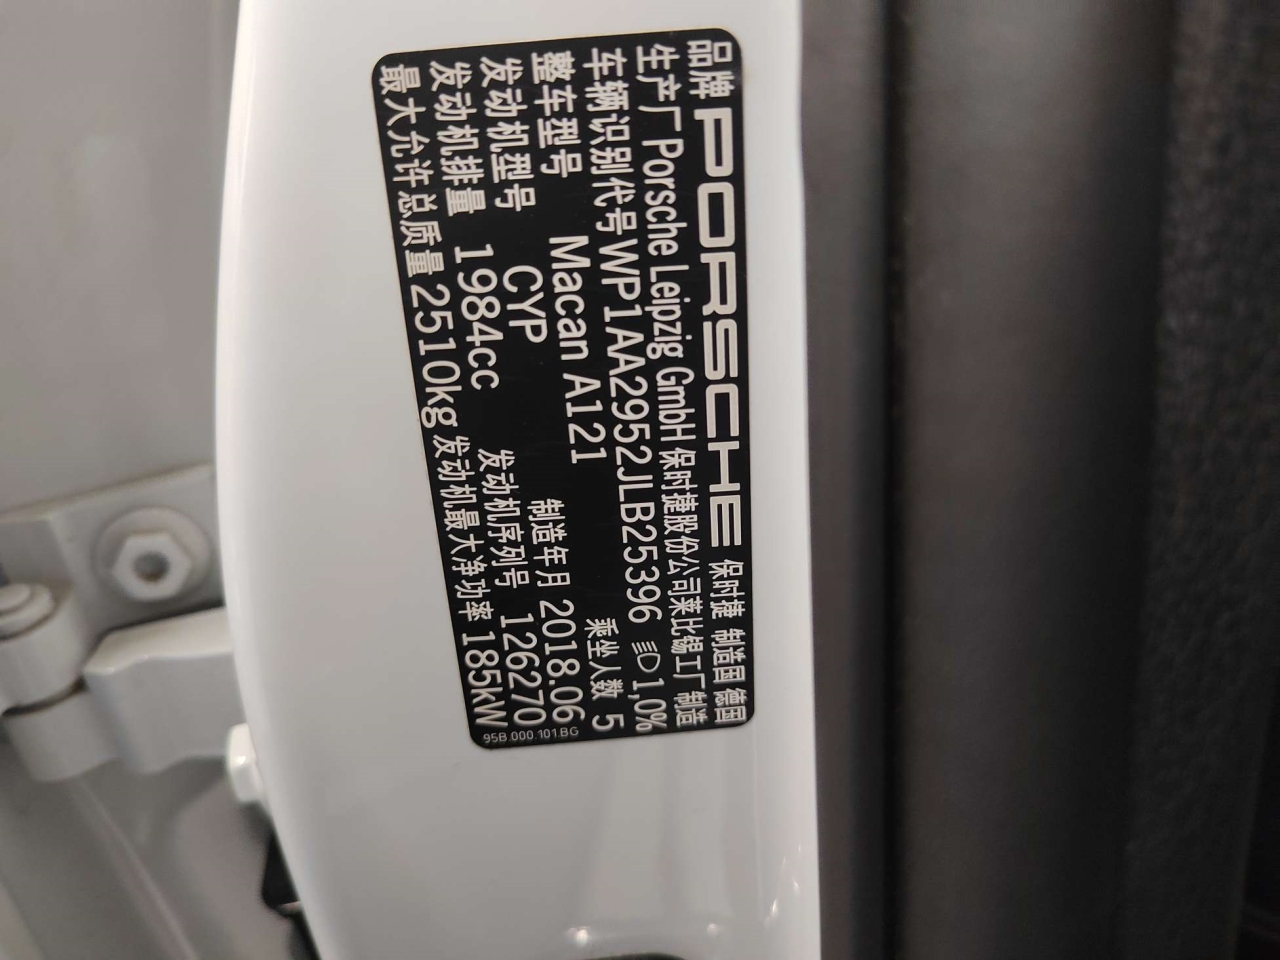 品牌 PORSCHE 保时捷 制造国 德国
生产厂 Porsche Leipzig GmbH 保时捷股份公司莱比锡工厂 制造
车辆识别代号 WP1AA2952JLB25396 1,0%
整车型号 Macan A121 乘坐人数 5
发动机型号 CYP 制造年月 2018.06
发动机排量 1984cc 发动机序列号 126270
最大允许总质量 2510kg 发动机最大净功率 185kW
95B.000.101.BG